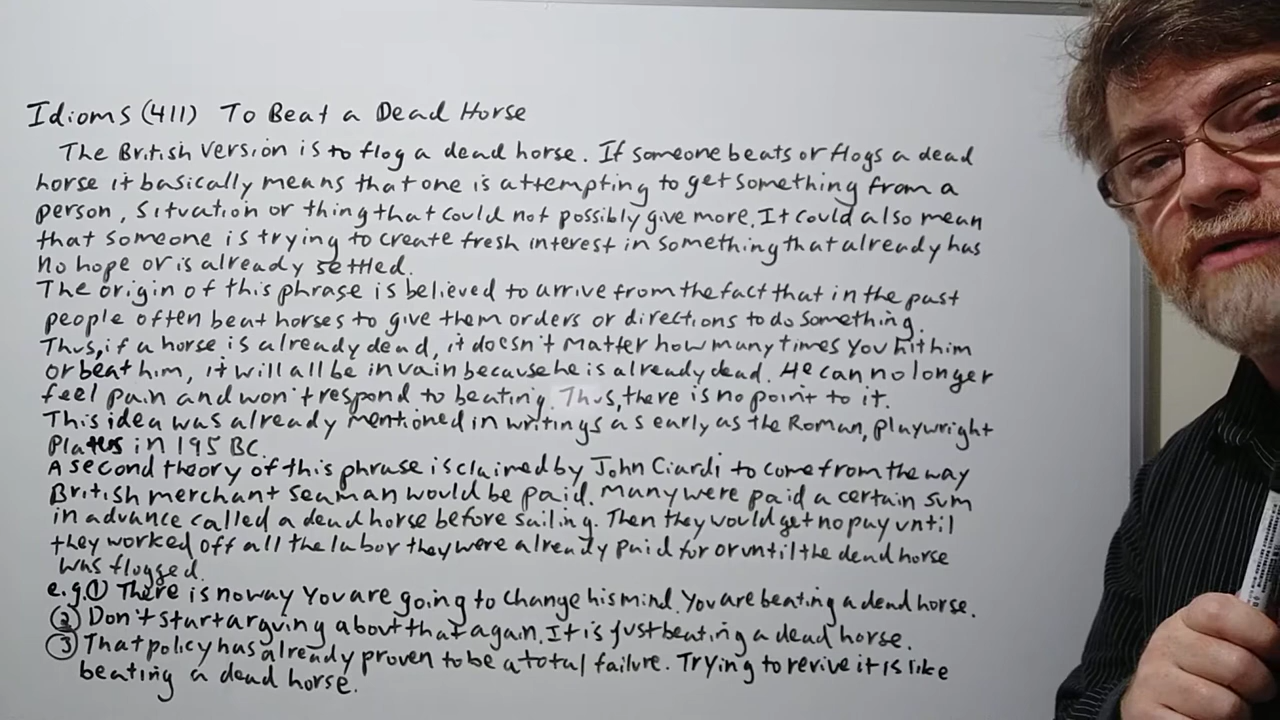 Idioms (411) To Beat a Dead Horse
The British version is to flog a dead horse. If someone beats or flogs a dead
horse it basically means that one is attempting to get something from a
person, situation or thing that could not possibly give more. It could also mean
that someone is trying to create fresh interest in something that already has
no hope or is already settled.
The origin of this phrase is believed to arrive from the fact that in the past
people often beat horses to give them orders or directions to do something.
Thus, if a horse is already dead, it doesn't matter how many times you hit him
or beat him, it will all be in vain because he is already dead. He can no longer
feel pain and won't respond to beating. Thus, there is no point to it.
This idea was already mentioned in writings as early as the Roman, playwright
in 195 BC.
A second theory of this phrase is claimed by John Ciardi to come from the way
British merchant seaman would be paid. Many were paid a certain sum
in advance called a dead horse before sailing. Then they would get no pay until
they worked off all the labor they were already paid for or until the dead horse
was flogged.
e.g. ① There is no way you are going to change his mind. You are beating a dead horse.
② Don't start arguing about that again. It is just beating a dead horse.
③ That policy has already proven to be a total failure. Trying to revive it is like
beating a dead horse.